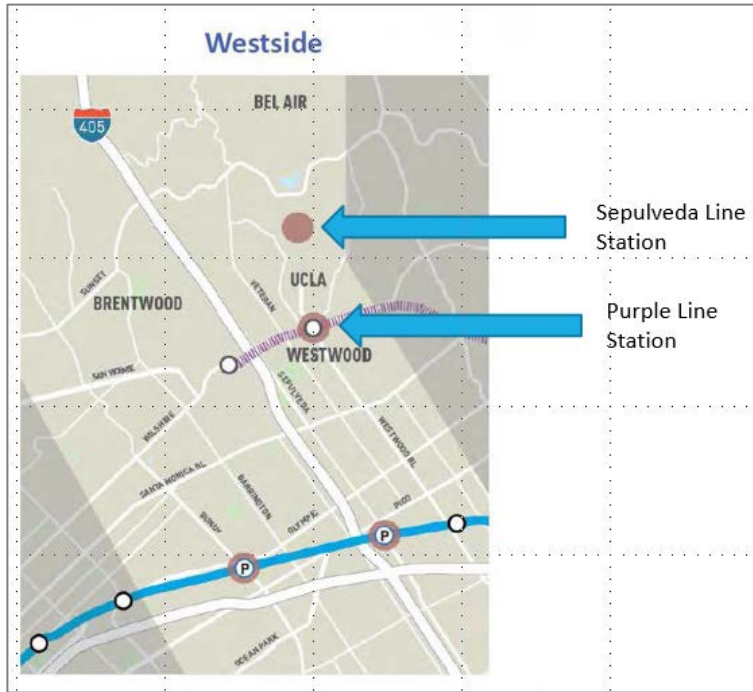 Westside
BEL AIR
405
Sepulveda Line
Station
UCLA
SUNSET
VETERAN
BRENTWOOD
Purple Line
Station
WESTWOOD
SAN VICENTE
SEPULVEDA
WILSHIRE
WESTWOOD BL
SANTA MONICA BL
BARRINGTON
BUNDY
OLYMPIC
PICO
P
P
OCEAN PARK